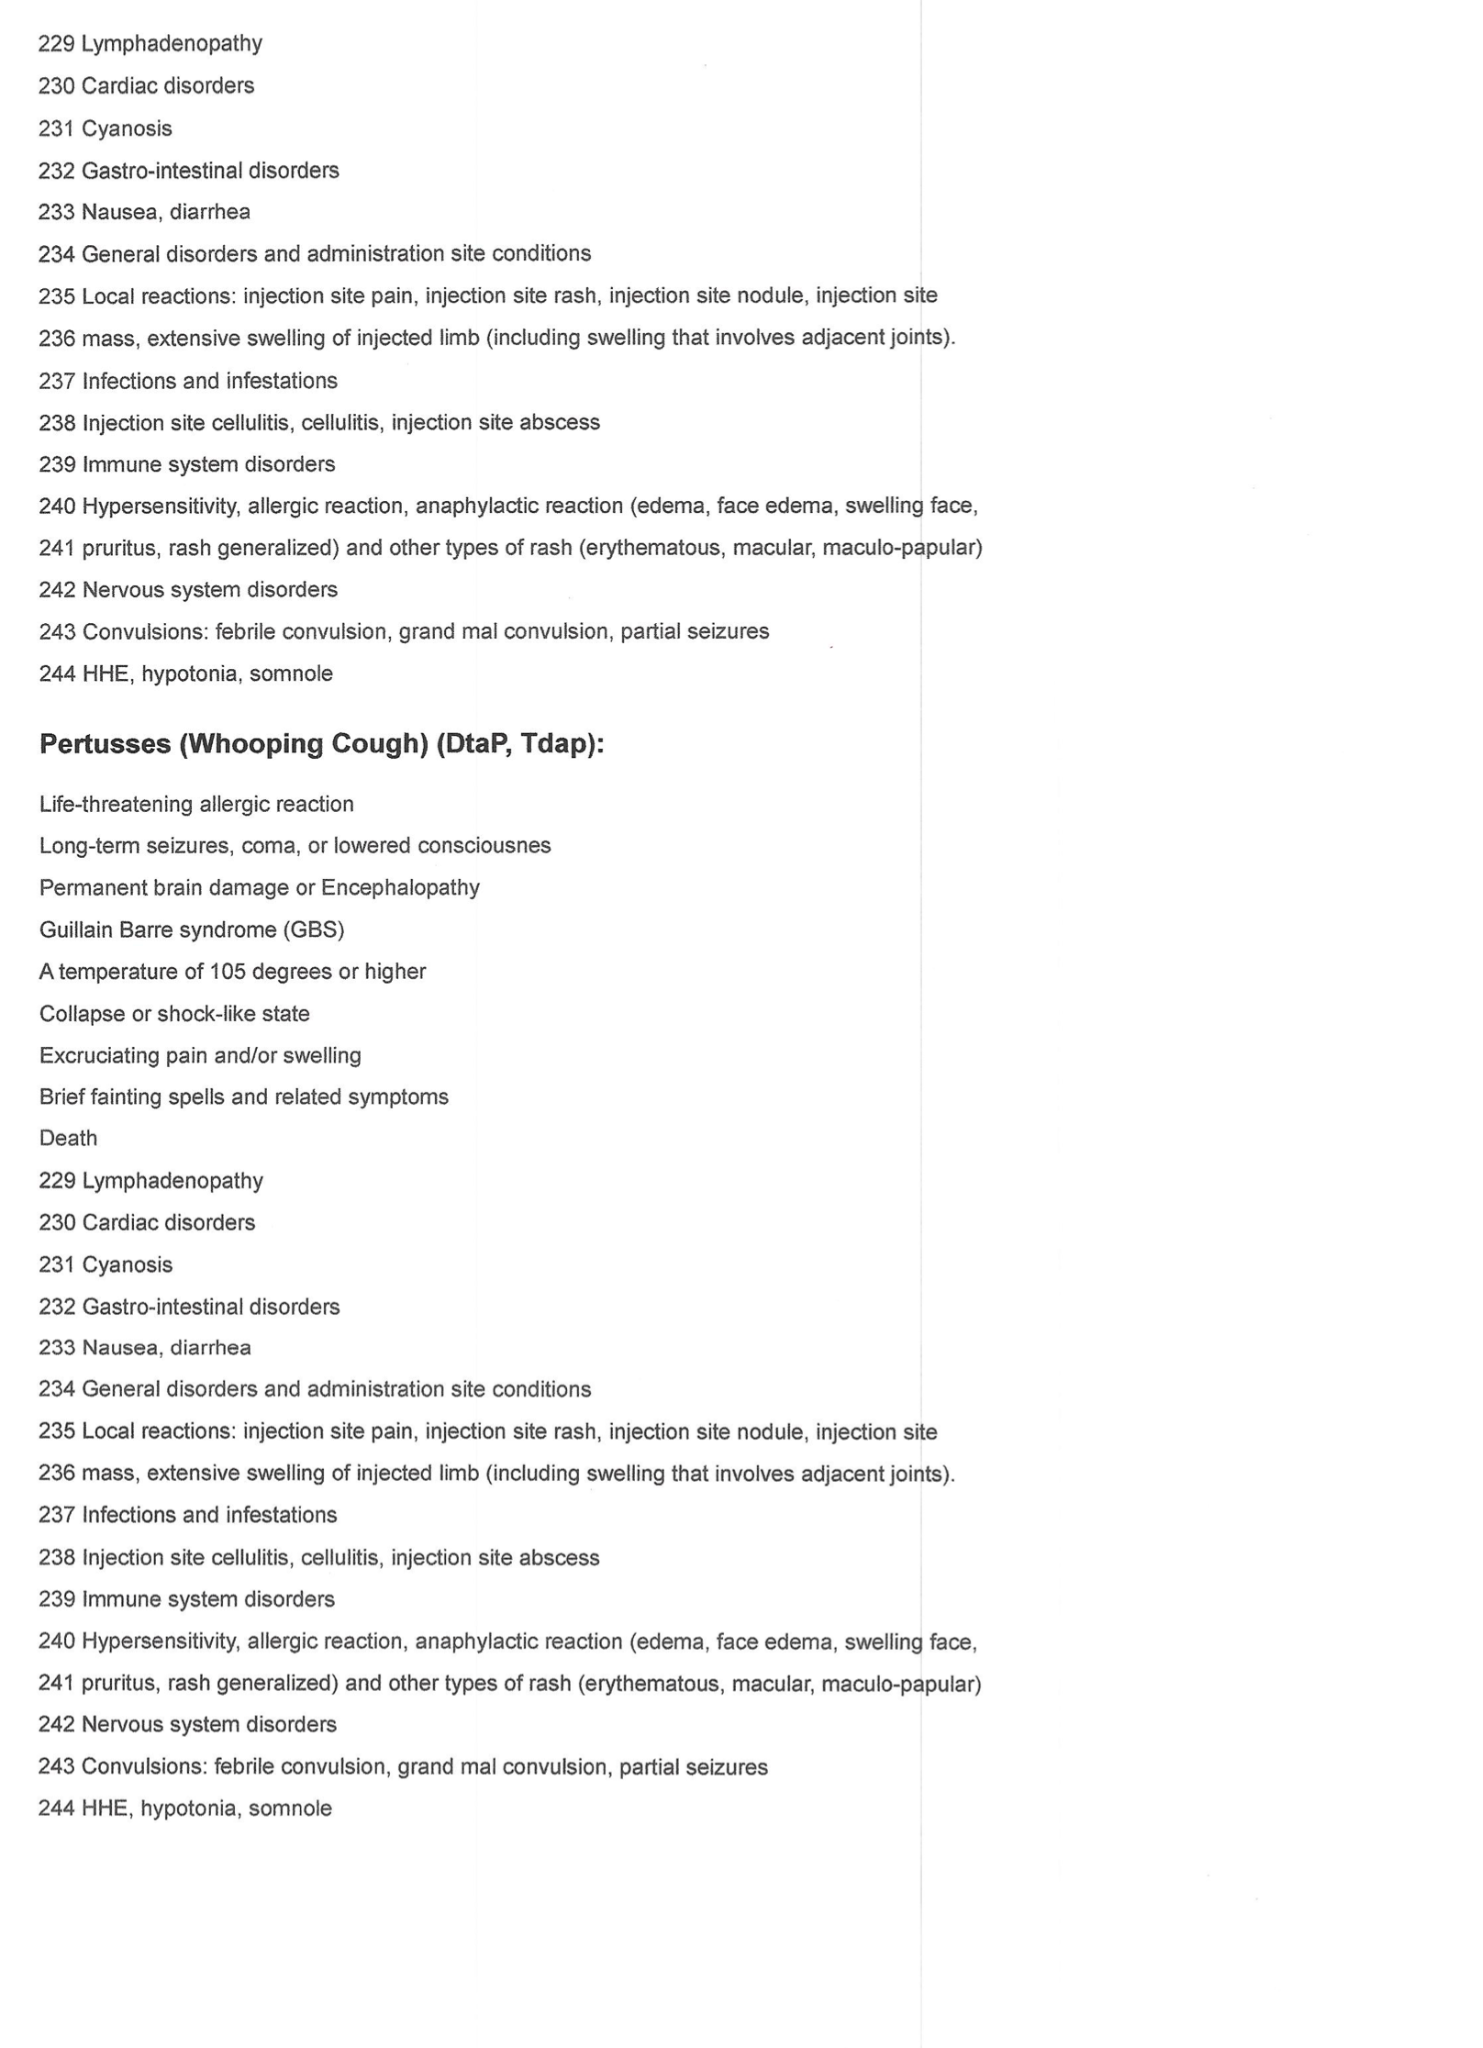 229 Lymphadenopathy
230 Cardiac disorders
231 Cyanosis
232 Gastro-intestinal disorders
233 Nausea, diarrhea
234 General disorders and administration site conditions
235 Local reactions: injection site pain, injection site rash, injection site nodule, injection site
236 mass, extensive swelling of injected limb (including swelling that involves adjacent joints).
237 Infections and infestations
238 Injection site cellulitis, cellulitis, injection site abscess
239 Immune system disorders
240 Hypersensitivity, allergic reaction, anaphylactic reaction (edema, face edema, swelling face,
241 pruritus, rash generalized) and other types of rash (erythematous, macular, maculo-papular)
242 Nervous system disorders
243 Convulsions: febrile convulsion, grand mal convulsion, partial seizures
244 HHE, hypotonia, somnole
Pertusses (Whooping Cough) (DtaP, Tdap):
Life-threatening allergic reaction
Long-term seizures, coma, or lowered consciousnes
Permanent brain damage or Encephalopathy
Guillain Barre syndrome (GBS)
A temperature of 105 degrees or higher
Collapse or shock-like state
Excruciating pain and/or swelling
Brief fainting spells and related symptoms
Death
229 Lymphadenopathy
230 Cardiac disorders
231 Cyanosis
232 Gastro-intestinal disorders
233 Nausea, diarrhea
234 General disorders and administration site conditions
235 Local reactions: injection site pain, injection site rash, injection site nodule, injection site
236 mass, extensive swelling of injected limb (including swelling that involves adjacent joints).
237 Infections and infestations
238 Injection site cellulitis, cellulitis, injection site abscess
239 Immune system disorders
240 Hypersensitivity, allergic reaction, anaphylactic reaction (edema, face edema, swelling face,
241 pruritus, rash generalized) and other types of rash (erythematous, macular, maculo-papular)
242 Nervous system disorders
243 Convulsions: febrile convulsion, grand mal convulsion, partial seizures
244 HHE, hypotonia, somnole